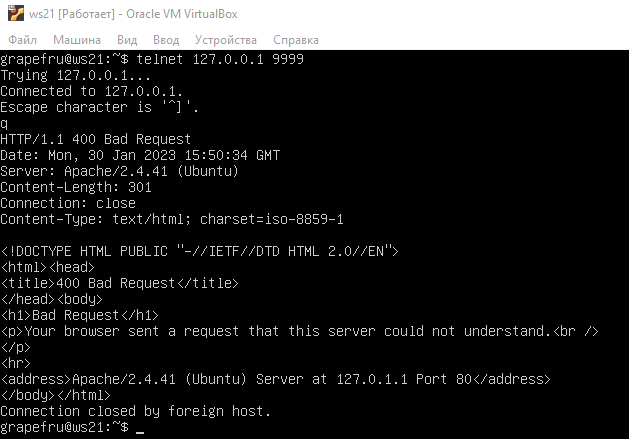 ws21 [Работает] - Oracle VM VirtualBox
Файл Машина Вид Ввод Устройства Справка
grapefru@ws21:~$ telnet 127.0.0.1 9999
Trying 127.0.0.1...
Connected to 127.0.0.1.
Escape character is '^]'.
q
HTTP/1.1 400 Bad Request
Date: Mon, 30 Jan 2023 15:50:34 GMT
Server: Apache/2.4.41 (Ubuntu)
Content-Length: 301
Connection: close
Content-Type: text/html; charset=iso-8859-1

<!DOCTYPE HTML PUBLIC "-//IETF//DTD HTML 2.0//EN">
<html><head>
<title>400 Bad Request</title>
</head><body>
<h1>Bad Request</h1>
<p>Your browser sent a request that this server could not understand.<br />
</p>
<hr>
<address>Apache/2.4.41 (Ubuntu) Server at 127.0.1.1 Port 80</address>
</body></html>
Connection closed by foreign host.
grapefru@ws21:~$ _